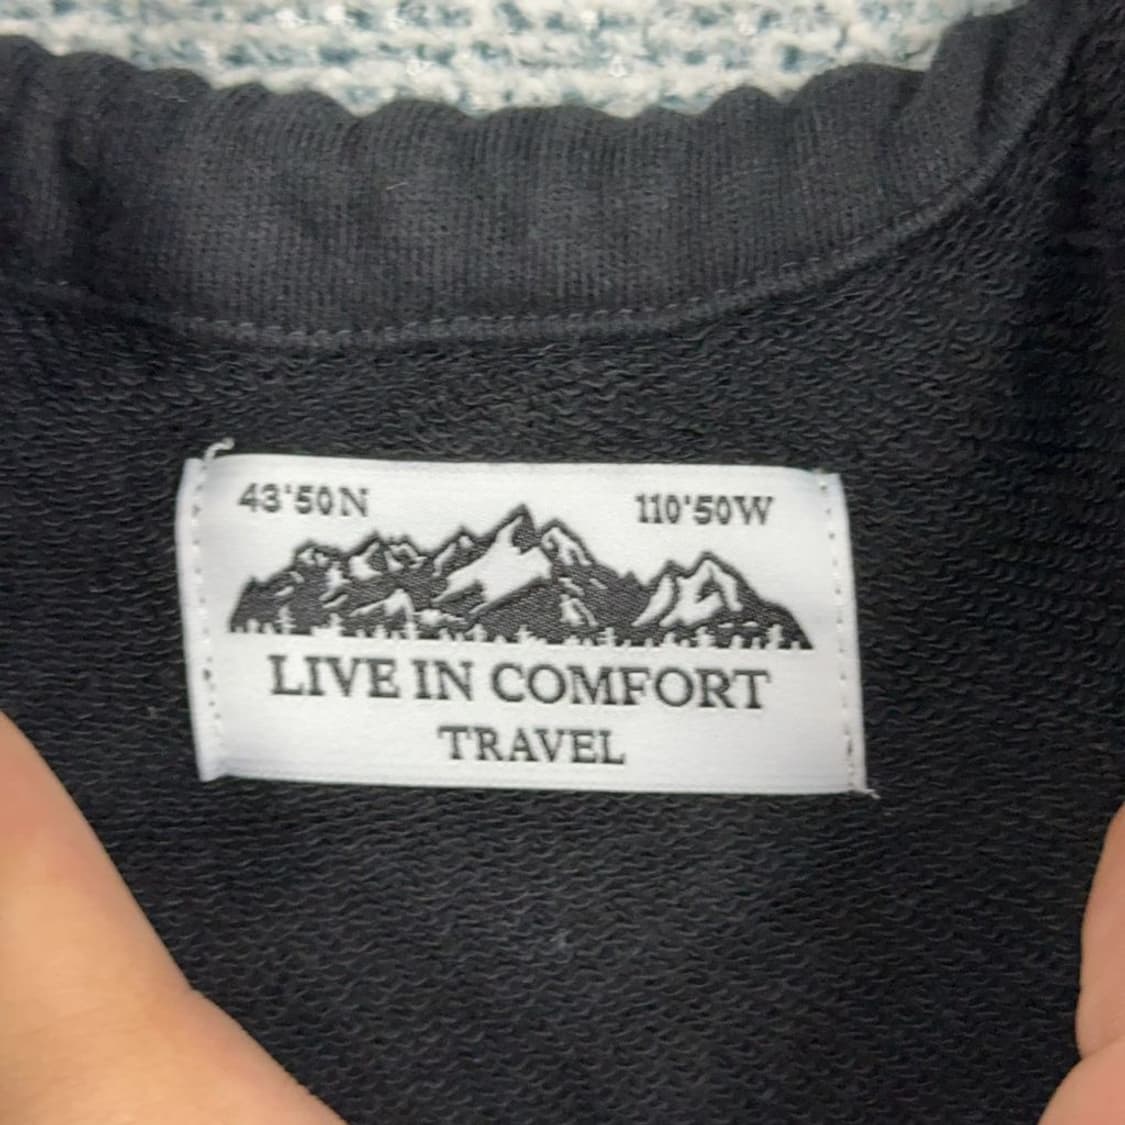 43'50N 110'50W
LIVE IN COMFORT
TRAVEL